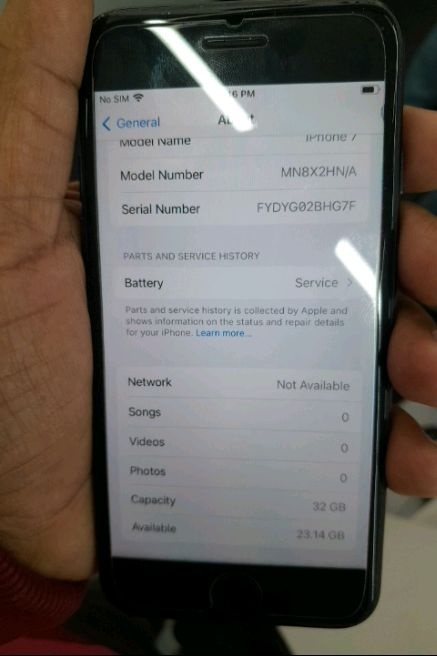 No SIM
6 PM
General
About
Model Name iPhone 7
Model Number MN8X2HN/A
Serial Number FYDYG02BHG7F
PARTS AND SERVICE HISTORY
Battery Service
Parts and service history is collected by Apple and
shows information on the status and repair details
for your iPhone. Learn more...
Network Not Available
Songs 0
Videos 0
Photos 0
Capacity 32 GB
Available 23.14 GB